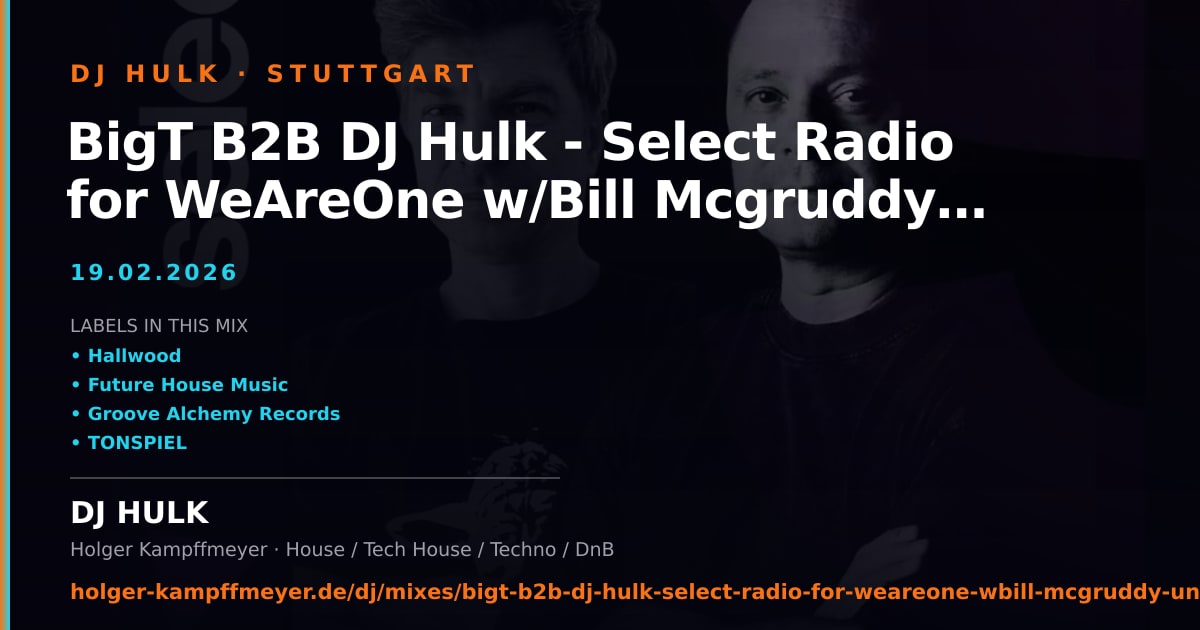 DJ HULK · STUTTGART
BigT B2B DJ Hulk - Select Radio
for WeAreOne w/Bill Mcgruddy...
19.02.2026
LABELS IN THIS MIX
• Hallwood
• Future House Music
• Groove Alchemy Records
• TONSPIEL
DJ HULK
Holger Kampffmeyer · House / Tech House / Techno / DnB
holger-kampffmeyer.de/dj/mixes/bigt-b2b-dj-hulk-select-radio-for-weareone-wbill-mcgruddy-un